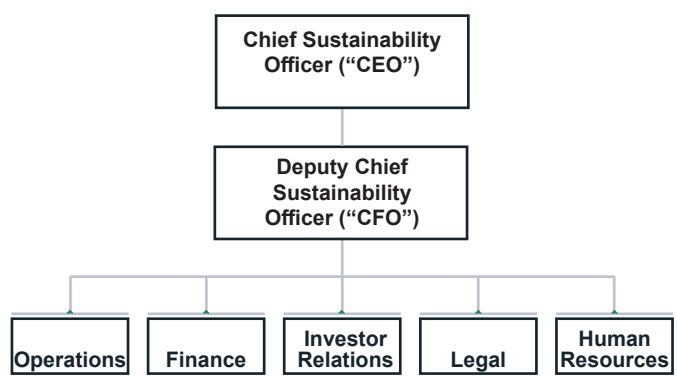 Chief Sustainability
Officer (“CEO”)
Deputy Chief
Sustainability
Officer (“CFO”)
Operations
Finance
Investor
Relations
Legal
Human
Resources